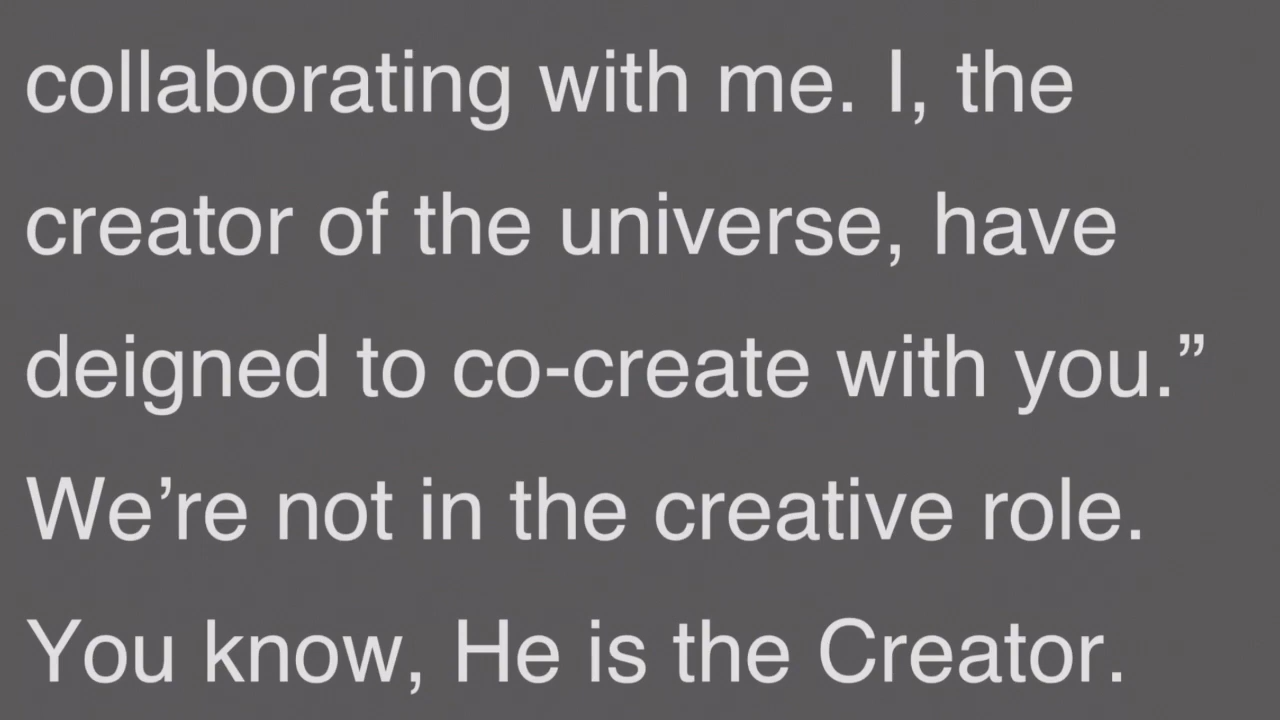 collaborating with me. I, the
creator of the universe, have
deigned to co-create with you.”
We’re not in the creative role.
You know, He is the Creator.